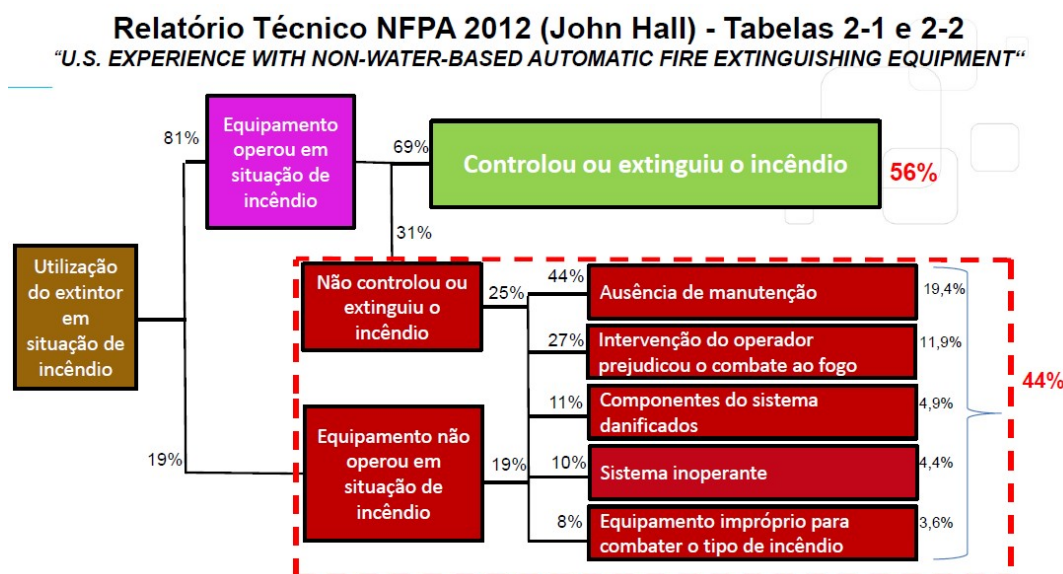 Relatório Técnico NFPA 2012 (John Hall) - Tabelas 2-1 e 2-2
"U.S. EXPERIENCE WITH NON-WATER-BASED AUTOMATIC FIRE EXTINGUISHING EQUIPMENT“
81%
Equipamento
operou em
situação de
incêndio
69%
Controlou ou extinguiu o incêndio
56%
31%
Utilização
do extintor
em
situação de
incêndio
Não controlou ou
extinguiu o
incêndio
25%
44%
Ausência de manutenção
19,4%
27%
Intervenção do operador
prejudicou o combate ao fogo
11,9%
44%
11%
Componentes do sistema
danificados
4,9%
19%
Equipamento não
operou em
situação de
incêndio
19%
10%
Sistema inoperante
4,4%
8%
Equipamento impróprio para
combater o tipo de incêndio
3,6%